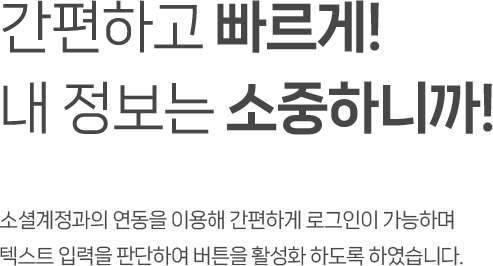 간편하고 빠르게!
내 정보는 소중하니까!
소셜계정과의 연동을 이용해 간편하게 로그인이 가능하며
텍스트 입력을 판단하여 버튼을 활성화 하도록 하였습니다.